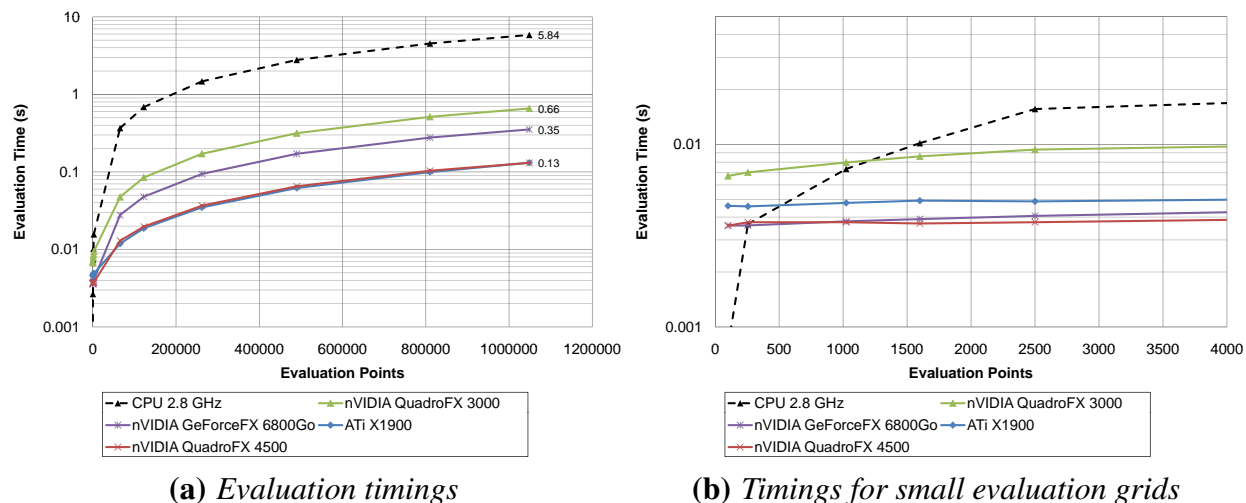 10
1
0.1
0.01
0.001
Evaluation Time (s)
5.84
0.66
0.35
0.13
0 200000 400000 600000 800000 1000000 1200000
Evaluation Points
CPU 2.8 GHz nVIDIA QuadroFX 3000
nVIDIA GeForceFX 6800Go ATi X1900
nVIDIA QuadroFX 4500
(a) Evaluation timings
0.01
0.001
Evaluation Time (s)
0 500 1000 1500 2000 2500 3000 3500 4000
Evaluation Points
CPU 2.8 GHz nVIDIA QuadroFX 3000
nVIDIA GeForceFX 6800Go ATi X1900
nVIDIA QuadroFX 4500
(b) Timings for small evaluation grids